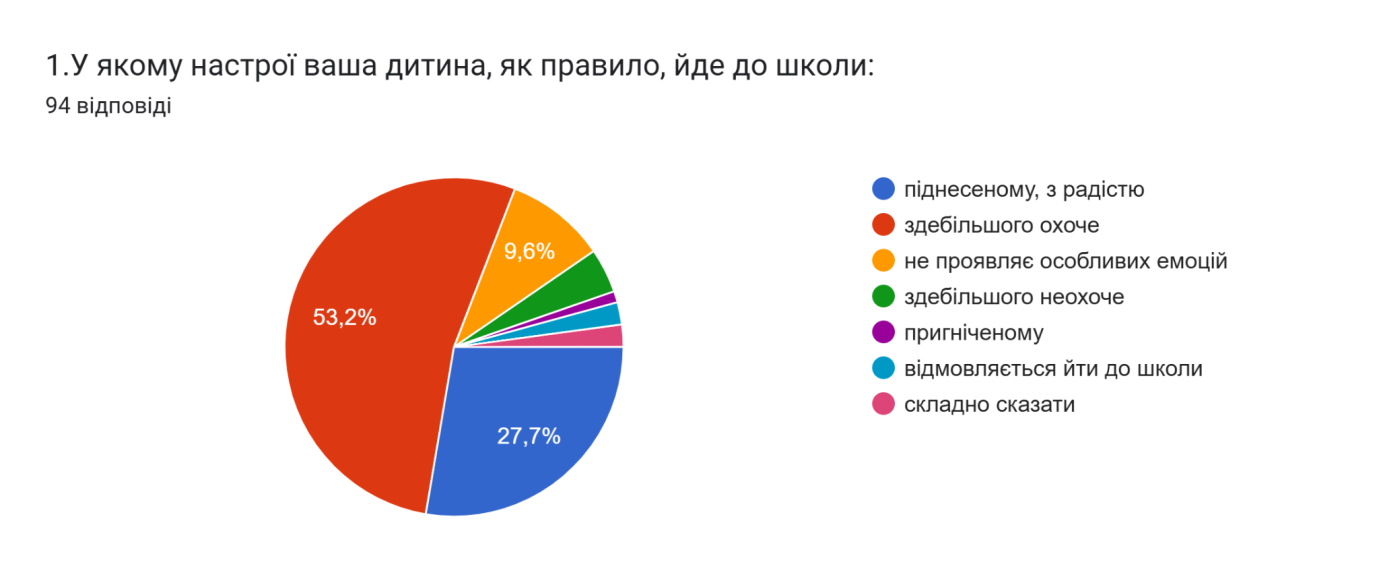 1.У якому настрої ваша дитина, як правило, йде до школи:
94 відповіді
піднесеному, з радістю
здебільшого охоче
не проявляє особливих емоцій
здебільшого неохоче
пригніченому
відмовляється йти до школи
складно сказати
9,6%
53,2%
27,7%